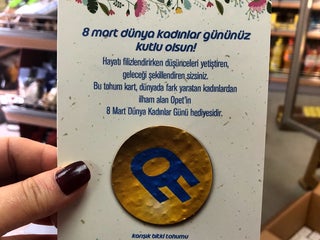 8 mart dünya kadınlar gününüz
kutlu olsun!
Hayatı filizlendirirken düşünceleri yetiştiren,
geleceği şekillendiren,sizsiniz.
Bu tohum kart, dünyada fark yaratan kadınlardan
ilham alan Opet'in
8 Mart Dünya Kadınlar Günü hediyesidir.
karışık bitki tohumu